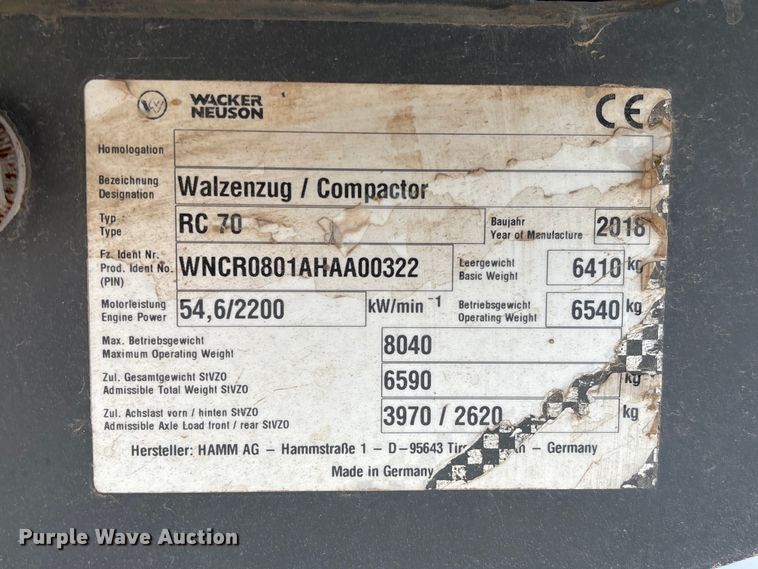 WACKER
NEUSON
CE
Homologation
Bezeichnung
Designation
Walzenzug / Compactor
Typ
Type
RC 70
Baujahr
Year of Manufacture
2018
Fz. Ident Nr.
Prod. Ident No.
(PIN)
WNCR0801AHAA00322
Leergewicht
Basic Weight
6410 kg
Motorleistung
Engine Power
54,6/2200 kW/min⁻¹
Betriebsgewicht
Operating Weight
6540 kg
Max. Betriebsgewicht
Maximum Operating Weight
8040
Zul. Gesamtgewicht StVZO
Admissible Total Weight StVZO
6590 kg
Zul. Achslast vorn / hinten StVZO
Admissible Axle Load front / rear StVZO
3970 / 2620 kg
Hersteller: HAMM AG – Hammstraße 1 – D–95643 – Germany
Made in Germany
Purple Wave Auction